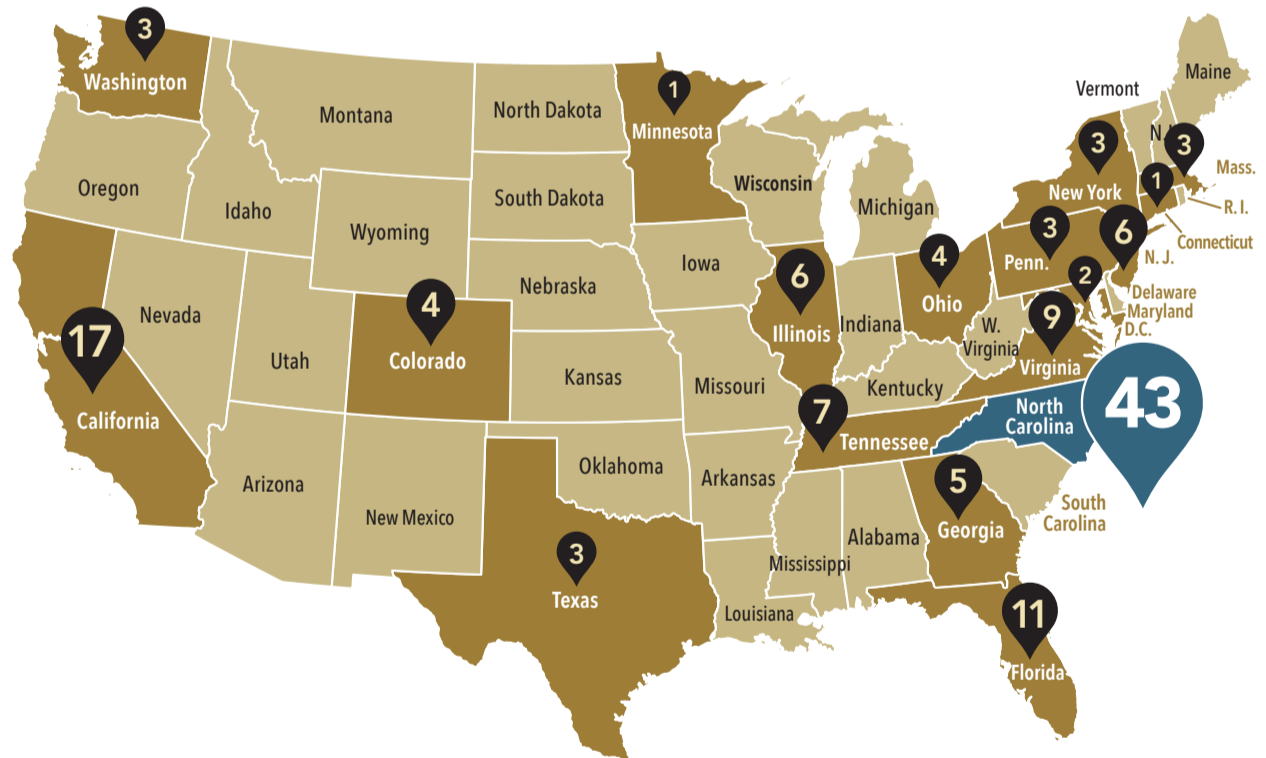 3
Washington
Montana
North Dakota
1
Minnesota
Vermont
Maine
Oregon
Idaho
Wyoming
South Dakota
Wisconsin
Michigan
3
New York
N.
3
Mass.
1
R. I.
Connecticut
3
Penn.
6
N. J.
2
Delaware
Maryland
D.C.
Nevada
Utah
4
Colorado
Nebraska
Iowa
6
Illinois
Indiana
4
Ohio
W.
Virginia
9
Virginia
17
California
Kansas
Missouri
Kentucky
7
Tennessee
North
Carolina
43
Arizona
New Mexico
Oklahoma
Arkansas
Mississippi
Alabama
5
Georgia
South
Carolina
3
Texas
Louisiana
11
Florida